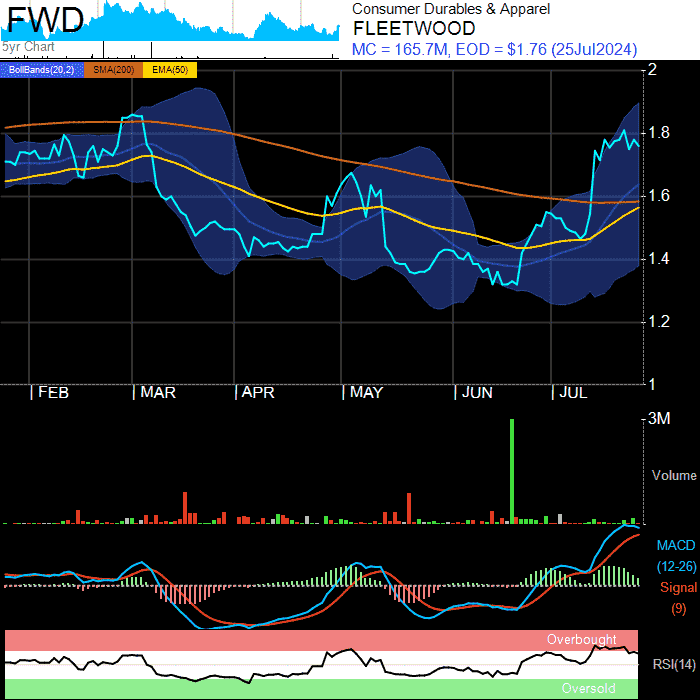 FWD
5yr Chart
Consumer Durables & Apparel
FLEETWOOD
MC = 165.7M, EOD = $1.76 (25Jul2024)
BollBands(20,2) SMA(200) EMA(50)
2
1.8
1.6
1.4
1.2
1
FEB MAR APR MAY JUN JUL
3M
Volume
MACD
(12-26)
Signal
(9)
Overbought
RSI(14)
Oversold